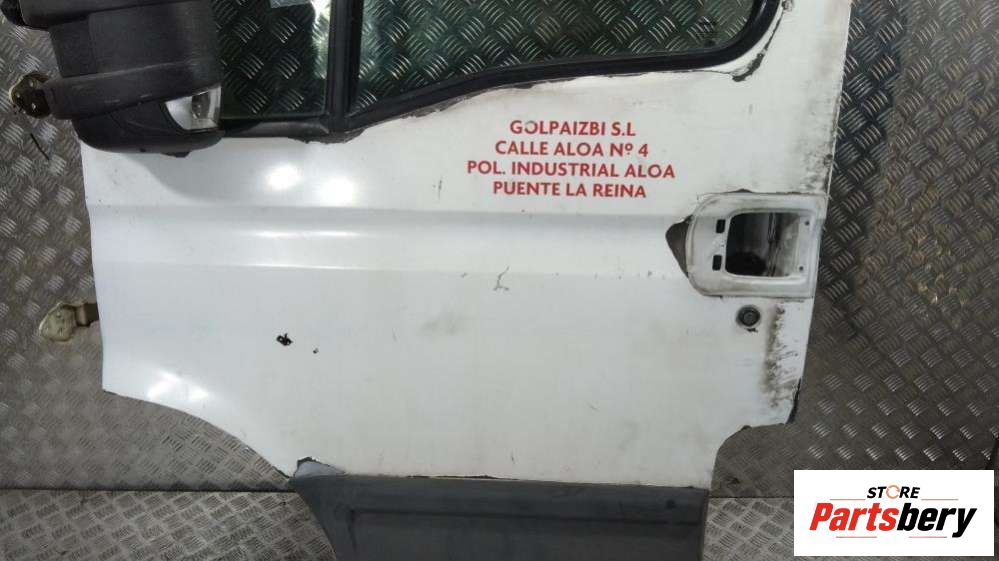 GOLPAIZBI S.L
CALLE ALOA Nº 4
POL. INDUSTRIAL ALOA
PUENTE LA REINA
STORE
Partsbery